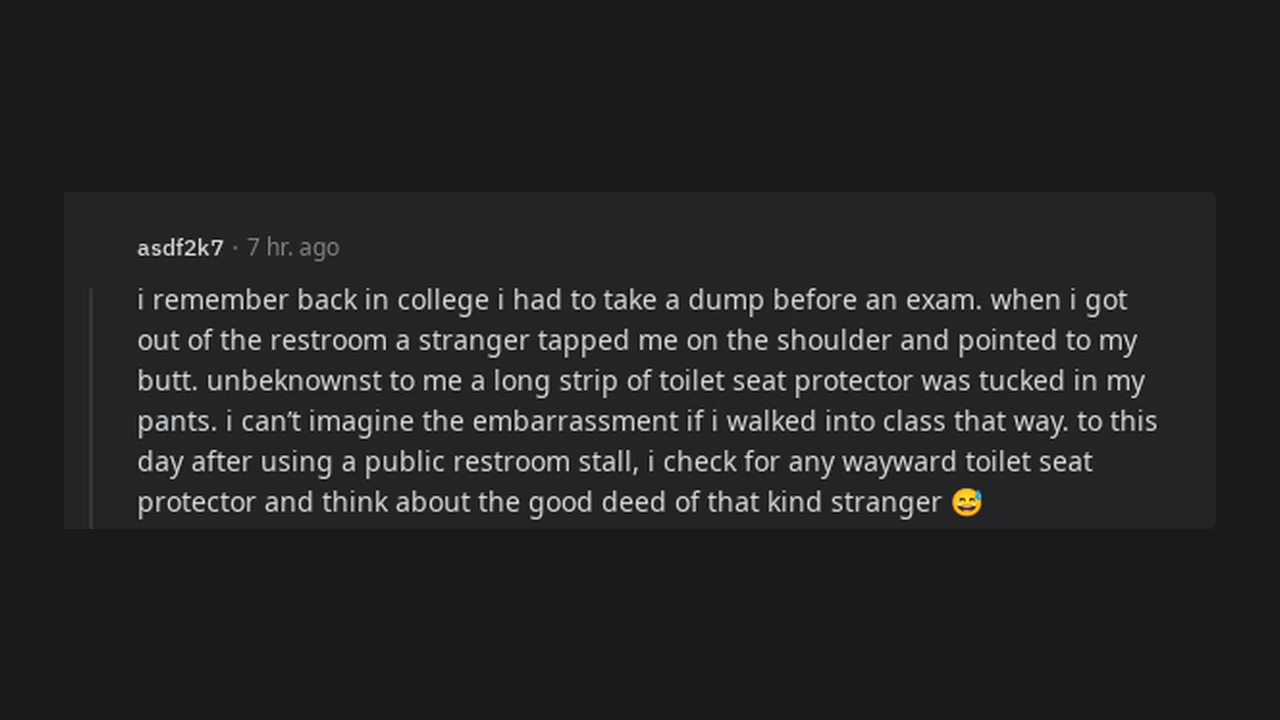 asdf2k7 · 7 hr. ago
i remember back in college i had to take a dump before an exam. when i got
out of the restroom a stranger tapped me on the shoulder and pointed to my
butt. unbeknownst to me a long strip of toilet seat protector was tucked in my
pants. i can’t imagine the embarrassment if i walked into class that way. to this
day after using a public restroom stall, i check for any wayward toilet seat
protector and think about the good deed of that kind stranger 😅